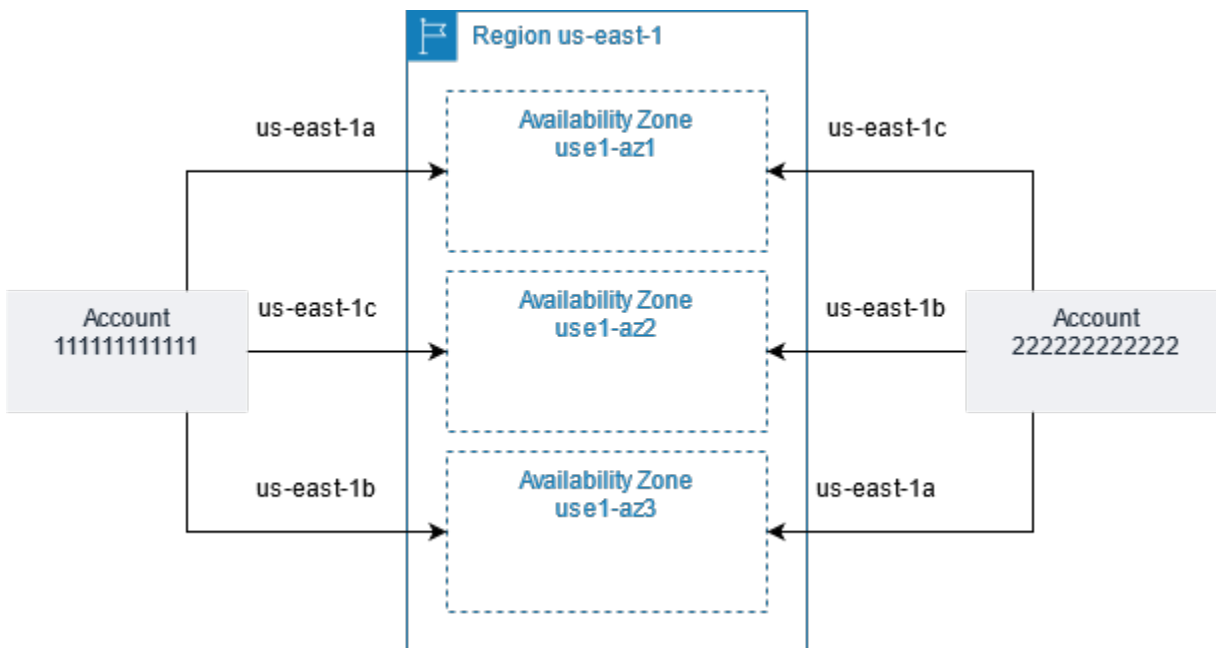 Region us-east-1
us-east-1a
Availability Zone
use1-az1
us-east-1c
Account
111111111111
us-east-1c
Availability Zone
use1-az2
us-east-1b
Account
222222222222
us-east-1b
Availability Zone
use1-az3
us-east-1a